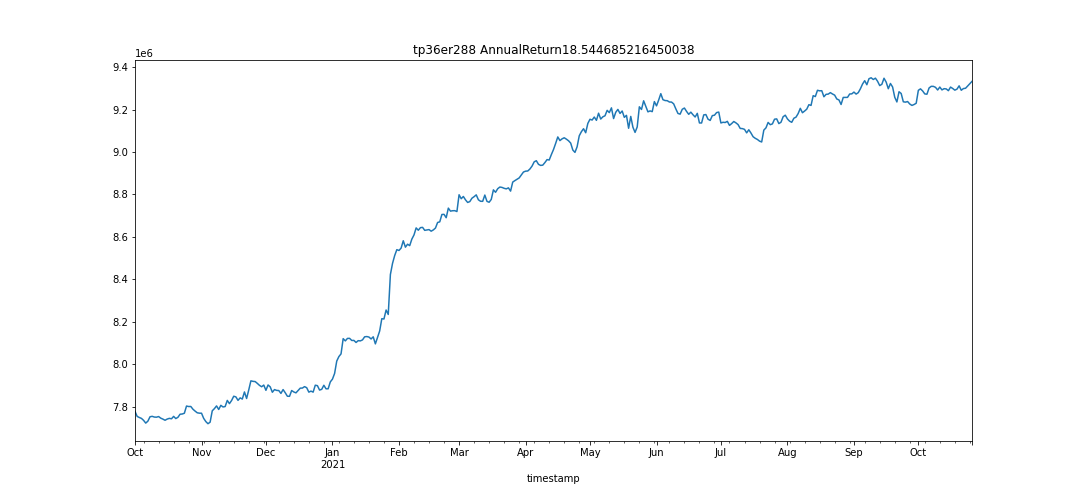 tp36er288 AnnualReturn18.544685216450038
1e6
9.4
9.2
9.0
8.8
8.6
8.4
8.2
8.0
7.8
Oct Nov Dec Jan Feb Mar Apr May Jun Jul Aug Sep Oct
2021
timestamp